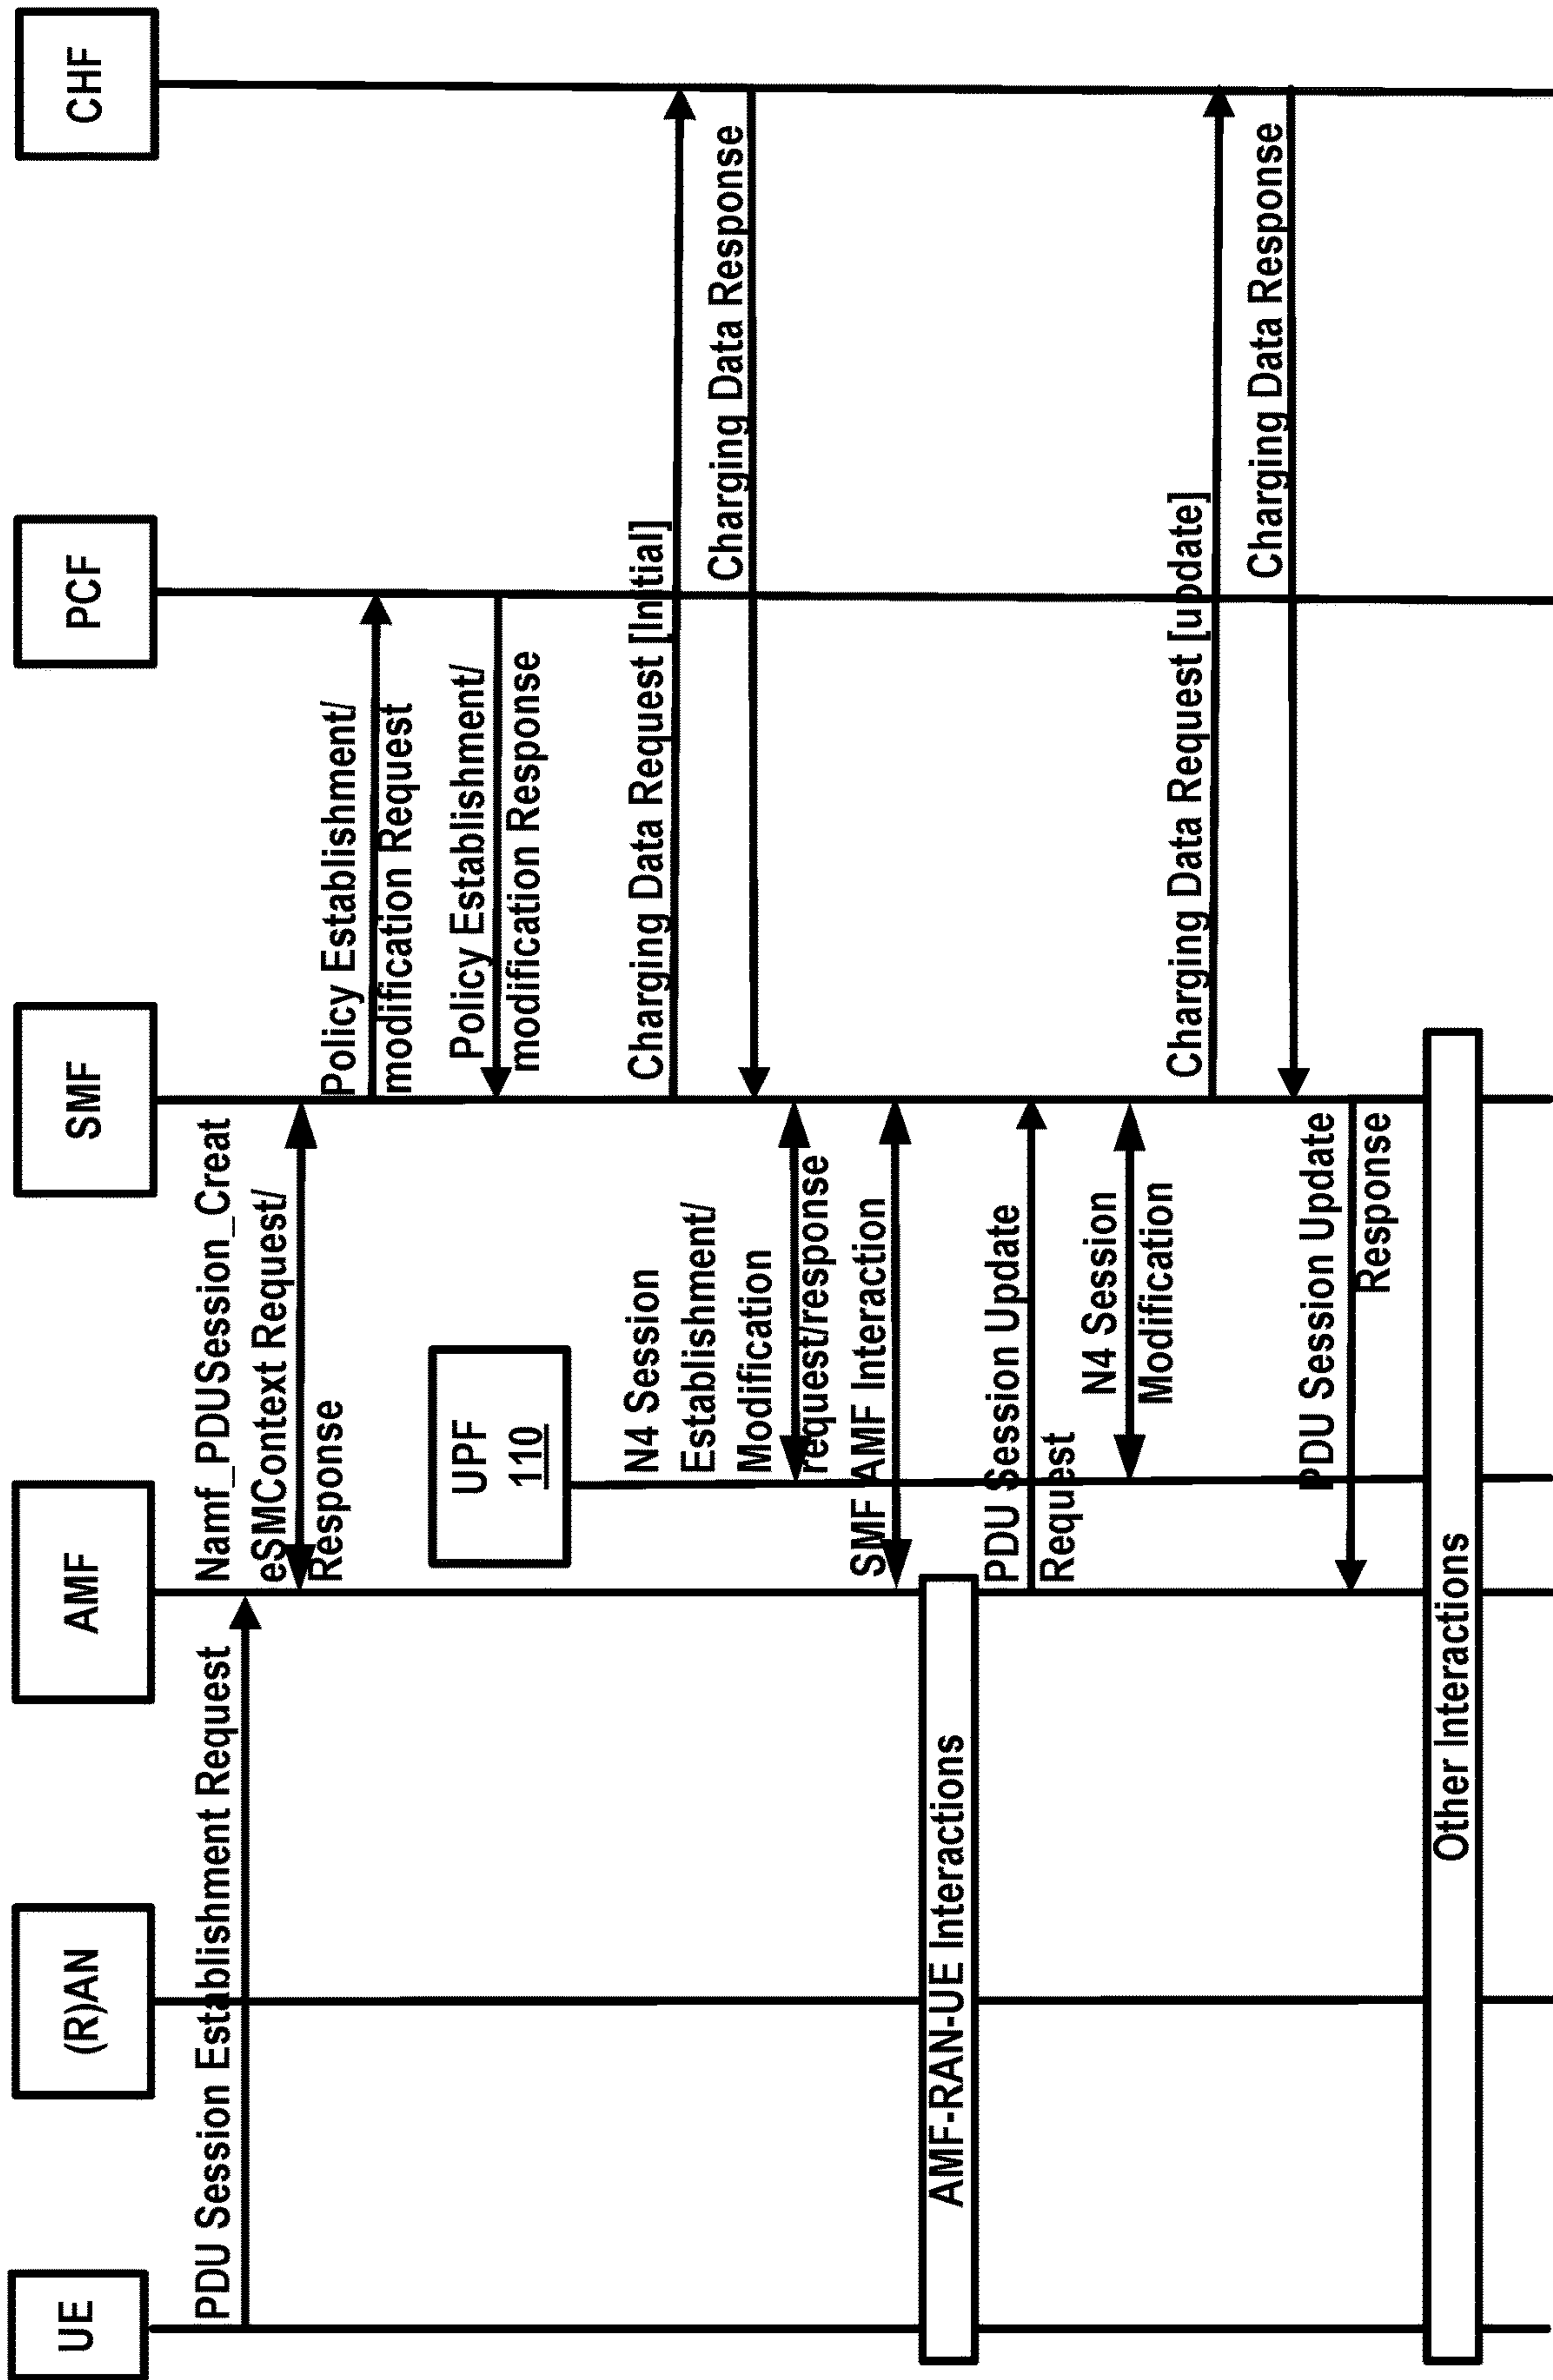 UE
(R)AN
AMF
SMF
PCF
CHF
PDU Session Establishment Request
Namf_PDUSession_Creat
eSMContext Request/
Response
Policy Establishment/
modification Request
Policy Establishment/
modification Response
UPF
110
Charging Data Request [Initial]
Charging Data Response
N4 Session
Establishment/
Modification
request/response
SMF AMF Interaction
AMF-RAN-UE Interactions
PDU Session Update
Request
N4 Session
Modification
Charging Data Request [update]
Charging Data Response
PDU Session Update
Response
Other Interactions